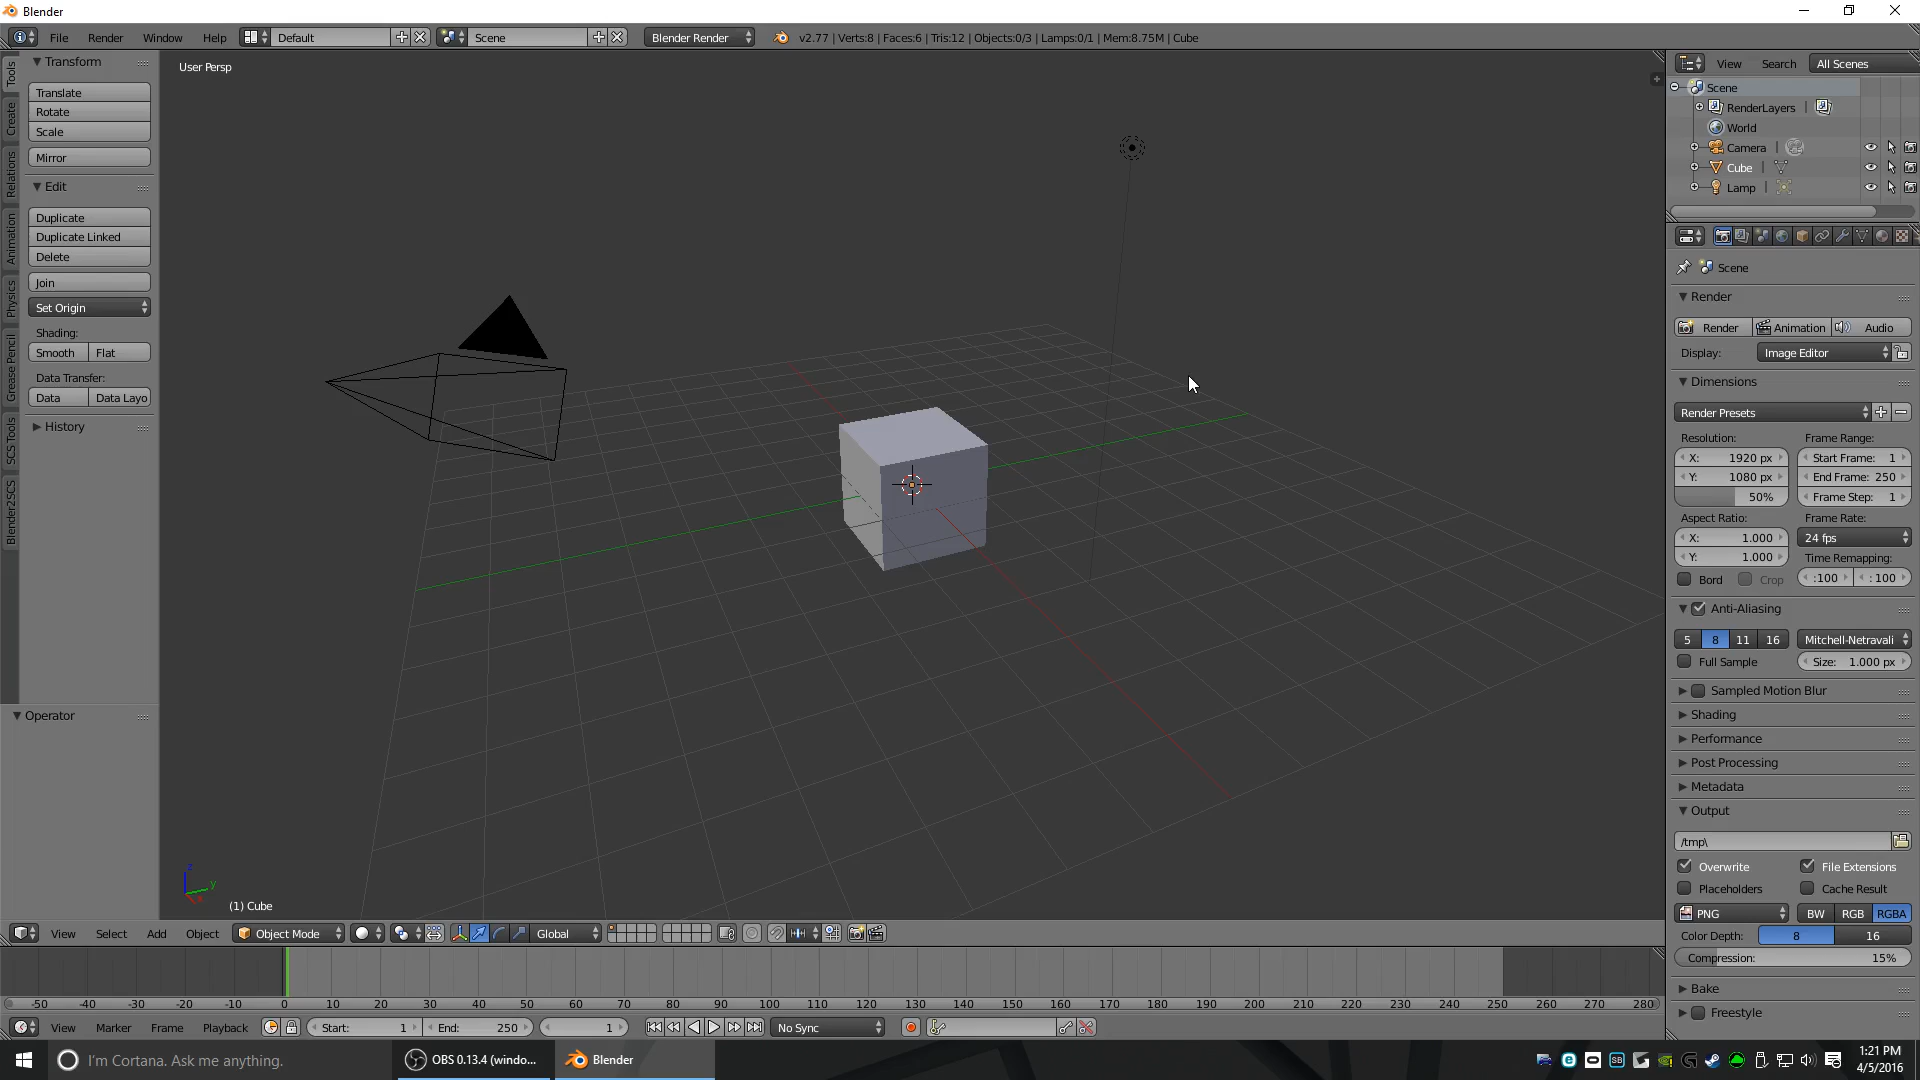 Blender
File Render Window Help Default Scene Blender Render v2.77 | Verts:8 | Faces:6 | Tris:12 | Objects:0/3 | Lamps:0/1 | Mem:8.75M | Cube
Tools
Create
Relations
Animation
Physics
Grease Pencil
SCS Tools
Blender2SCS
Transform
Translate
Rotate
Scale
Mirror
Edit
Duplicate
Duplicate Linked
Delete
Join
Set Origin
Shading:
Smooth Flat
Data Transfer:
Data Data Layo
History
Operator
User Persp
z
y
x
(1) Cube
View Search All Scenes
Scene
RenderLayers |
World
Camera |
Cube |
Lamp |
Scene
Render
Render Animation Audio
Display: Image Editor
Dimensions
Render Presets
Resolution: Frame Range:
X: 1920 px Start Frame: 1
Y: 1080 px End Frame: 250
50% Frame Step: 1
Aspect Ratio: Frame Rate:
X: 1.000 24 fps
Y: 1.000 Time Remapping:
Bord Crop :100 : 100
Anti-Aliasing
5 8 11 16 Mitchell-Netravali
Full Sample Size: 1.000 px
Sampled Motion Blur
Shading
Performance
Post Processing
Metadata
Output
/tmp\
Overwrite File Extensions
Placeholders Cache Result
PNG BW RGB RGBA
Color Depth: 8 16
Compression: 15%
Bake
Freestyle
View Select Add Object Object Mode Global
-50 -40 -30 -20 -10 0 10 20 30 40 50 60 70 80 90 100 110 120 130 140 150 160 170 180 190 200 210 220 230 240 250 260 270 280
View Marker Frame Playback Start: 1 End: 250 1 No Sync
I'm Cortana. Ask me anything. OBS 0.13.4 (windo... Blender SB 1:21 PM
4/5/2016